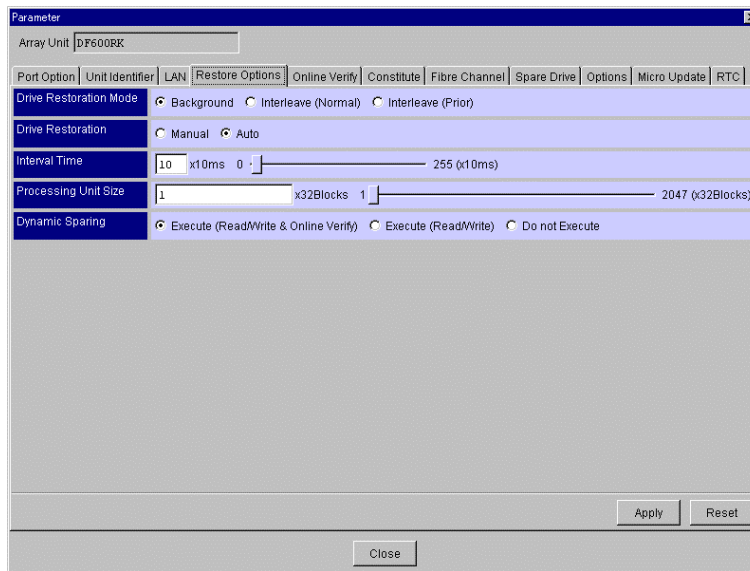 Parameter
Array Unit DF600RK
Port Option Unit Identifier LAN Restore Options Online Verify Constitute Fibre Channel Spare Drive Options Micro Update RTC
Drive Restoration Mode Background Interleave (Normal) Interleave (Prior)
Drive Restoration Manual Auto
Interval Time 10 x10ms 0 255 (x10ms)
Processing Unit Size 1 x32Blocks 1 2047 (x32Blocks)
Dynamic Sparing Execute (Read/Write & Online Verify) Execute (Read/Write) Do not Execute
Apply Reset
Close